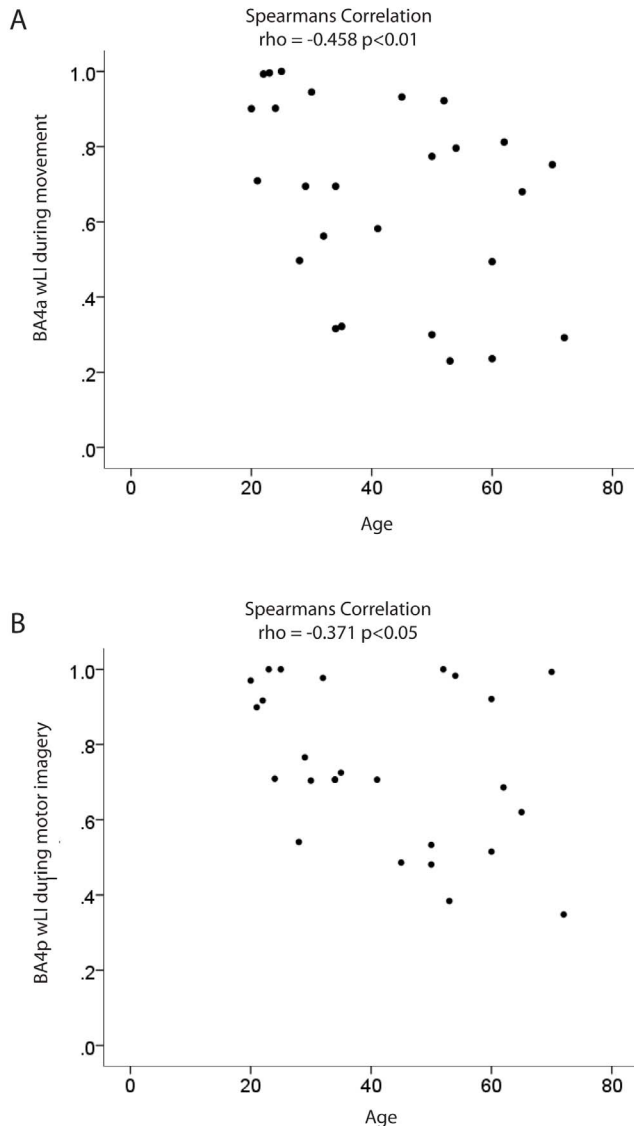 A
Spearmans Correlation
rho = -0.458 p<0.01
BA4a wLI during movement
1.0
.8
.6
.4
.2
.0
0 20 40 60 80
Age
B
Spearmans Correlation
rho = -0.371 p<0.05
BA4p wLI during motor imagery
1.0
.8
.6
.4
.2
.0
0 20 40 60 80
Age